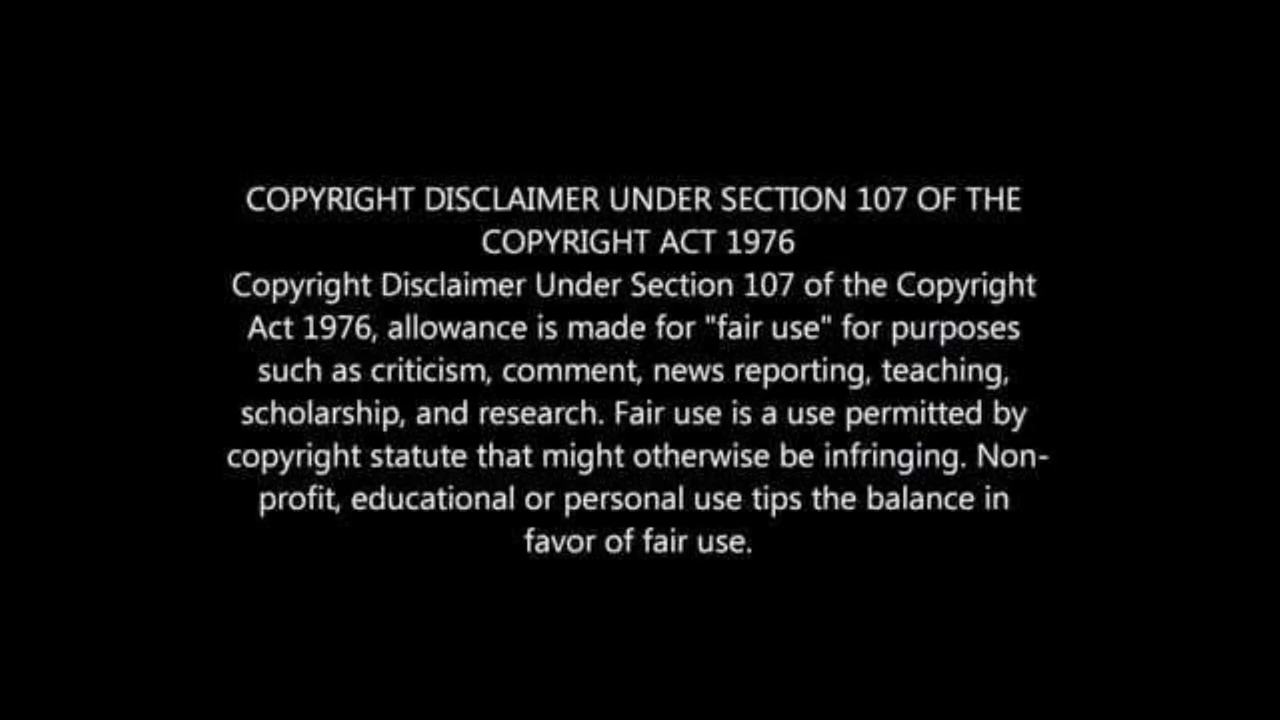 COPYRIGHT DISCLAIMER UNDER SECTION 107 OF THE
COPYRIGHT ACT 1976
Copyright Disclaimer Under Section 107 of the Copyright
Act 1976, allowance is made for "fair use" for purposes
such as criticism, comment, news reporting, teaching,
scholarship, and research. Fair use is a use permitted by
copyright statute that might otherwise be infringing. Non-
profit, educational or personal use tips the balance in
favor of fair use.